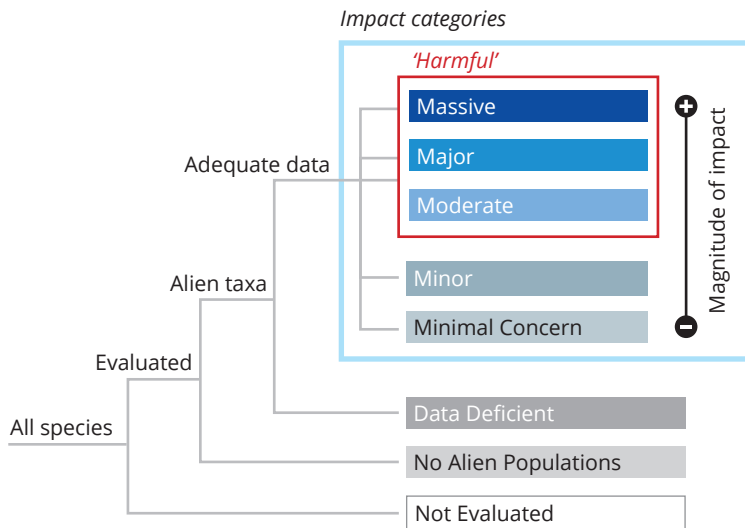 Impact categories
'Harmful'
Massive
Major
Adequate data
Moderate
Magnitude of impact
Alien taxa
Minor
Minimal Concern
Evaluated
Data Deficient
All species
No Alien Populations
Not Evaluated